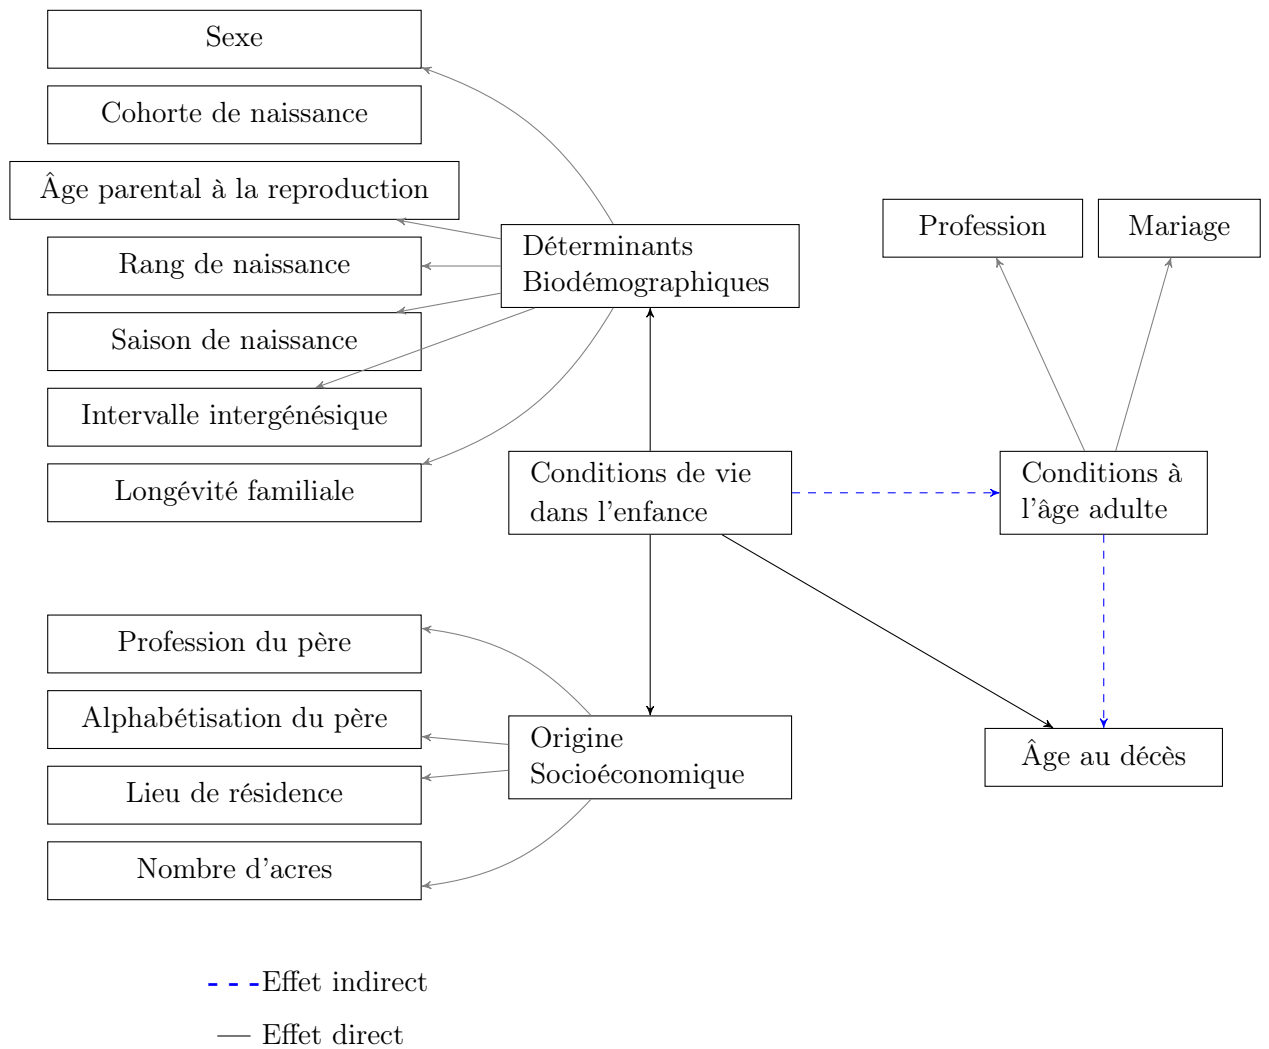 Sexe
Cohorte de naissance
Âge parental à la reproduction
Rang de naissance
Saison de naissance
Intervalle intergénésique
Longévité familiale
Déterminants
Biodémographiques
Profession
Mariage
Conditions de vie
dans l'enfance
Conditions à
l'âge adulte
Profession du père
Alphabétisation du père
Lieu de résidence
Nombre d'acres
Origine
Socioéconomique
Âge au décès
Effet indirect
Effet direct